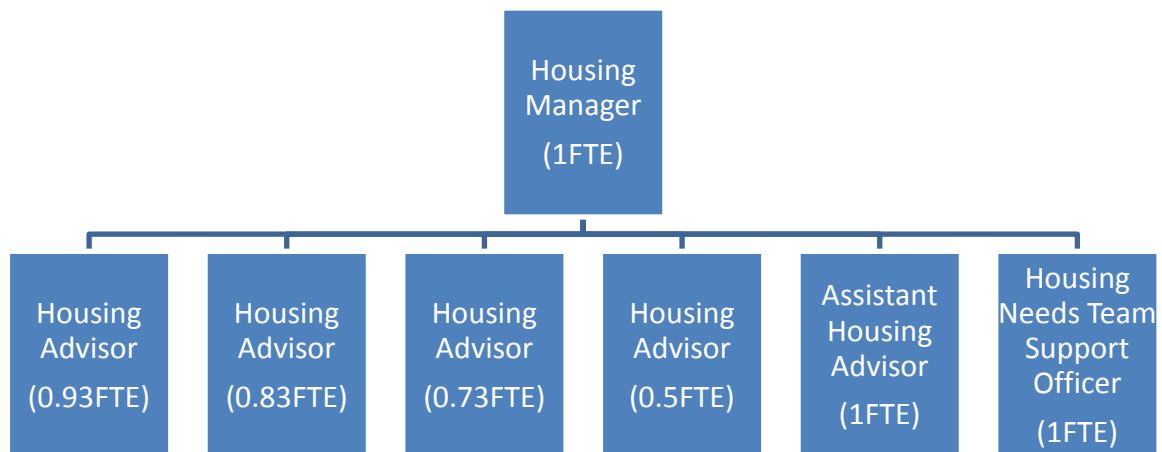 Housing
Manager
(1FTE)
Housing
Advisor
(0.93FTE)
Housing
Advisor
(0.83FTE)
Housing
Advisor
(0.73FTE)
Housing
Advisor
(0.5FTE)
Assistant
Housing
Advisor
(1FTE)
Housing
Needs Team
Support
Officer
(1FTE)